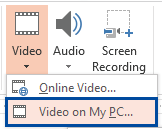 Video Audio Screen
Recording
Online Video...
Video on My PC...